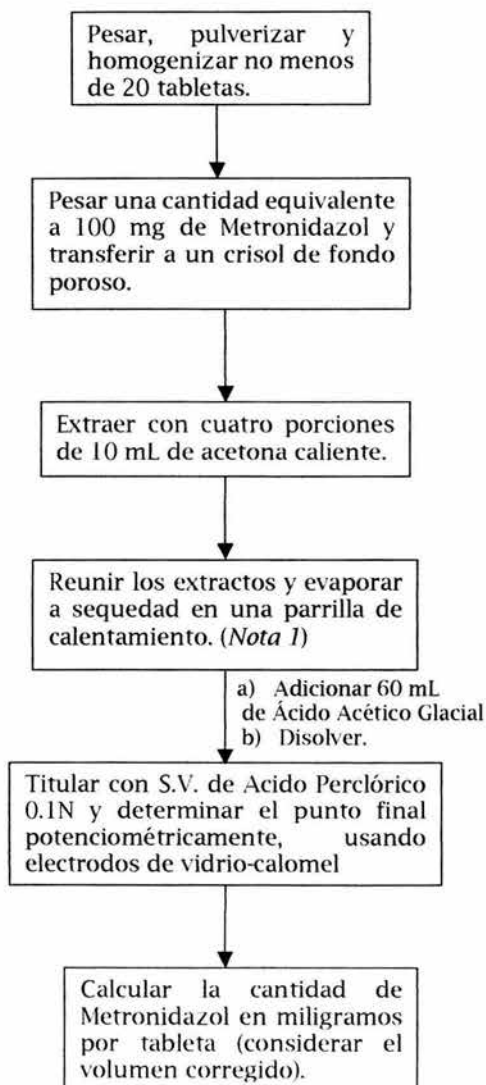 Pesar, pulverizar y
homogenizar no menos
de 20 tabletas.
Pesar una cantidad equivalente
a 100 mg de Metronidazol y
transferir a un crisol de fondo
poroso.
Extraer con cuatro porciones
de 10 mL de acetona caliente.
Reunir los extractos y evaporar
a sequedad en una parrilla de
calentamiento. (Nota 1)
a) Adicionar 60 mL
de Ácido Acético Glacial
b) Disolver.
Titular con S.V. de Acido Perclórico
0.1N y determinar el punto final
potenciométricamente, usando
electrodos de vidrio-calomel
Calcular la cantidad de
Metronidazol en miligramos
por tableta (considerar el
volumen corregido).